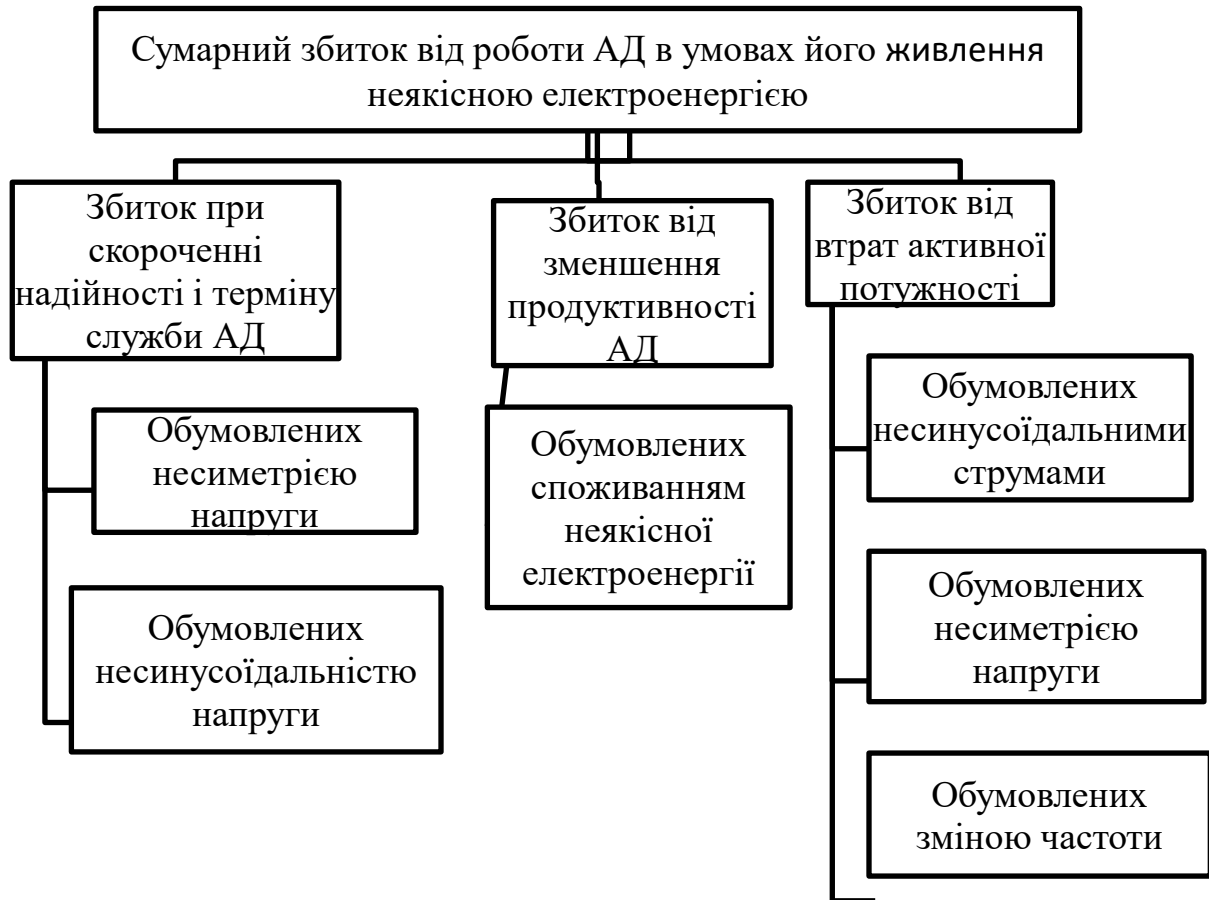 Сумарний збиток від роботи АД в умовах його живлення
неякісною електроенергією
Збиток при
скороченні
надійності і терміну
служби АД
Обумовлених
несиметрією
напруги
Обумовлених
несинусоїдальністю
напруги
Збиток від
зменшення
продуктивності
АД
Обумовлених
споживанням
неякісної
електроенергії
Збиток від
втрат активної
потужності
Обумовлених
несинусоїдальними
струмами
Обумовлених
несиметрією
напруги
Обумовлених
зміною частоти